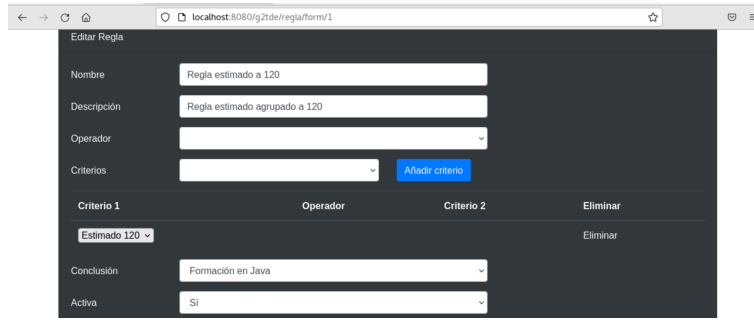 localhost:8080/g2tde/regla/form/1
Editar Regla
Nombre Regla estimado a 120
Descripción Regla estimado agrupado a 120
Operador
Criterios Añadir criterio
Criterio 1 Operador Criterio 2 Eliminar
Estimado 120 Eliminar
Conclusión Formación en Java
Activa Sí